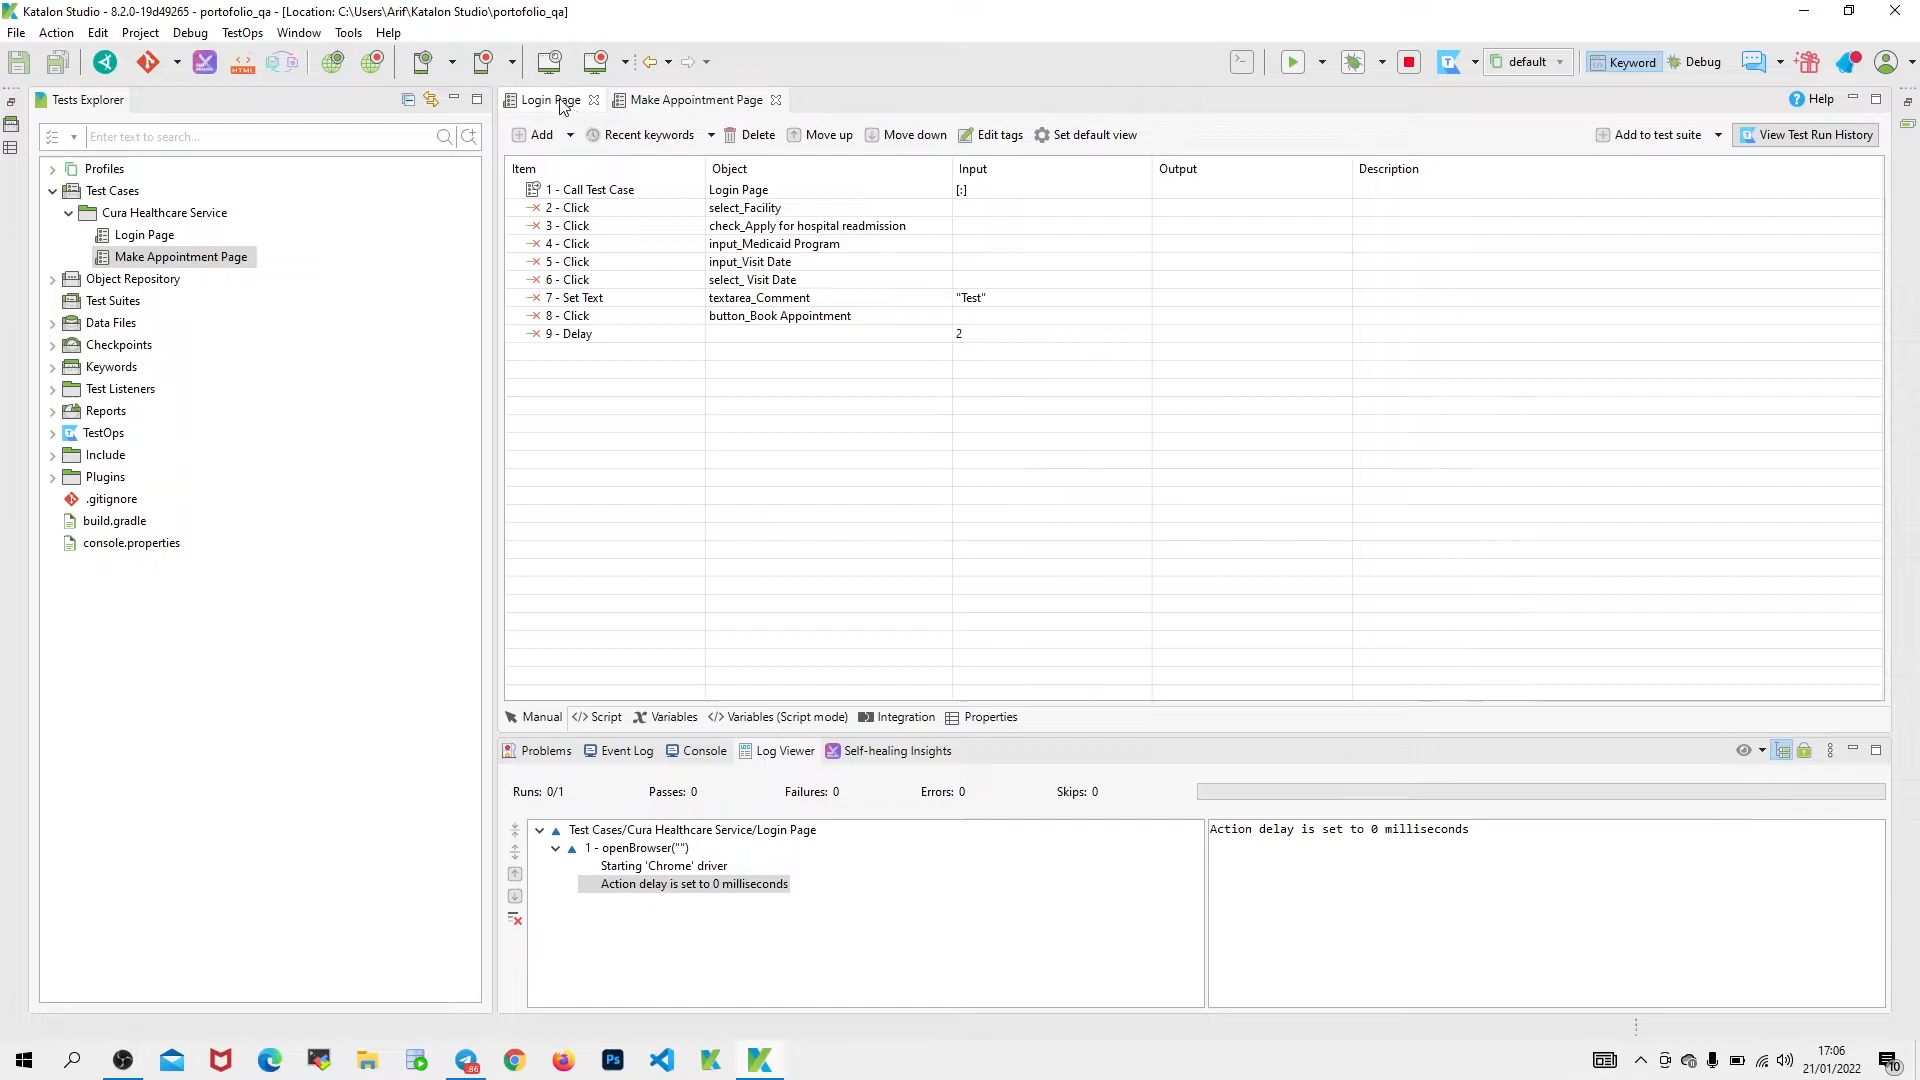 Katalon Studio - 8.2.0-19d49265 - portofolio_qa - [Location: C:\Users\Arif\Katalon Studio\portofolio_qa]
File Action Edit Project Debug TestOps Window Tools Help
default Keyword Debug
Tests Explorer
Login Page Make Appointment Page Help
Enter text to search...
Add Recent keywords Delete Move up Move down Edit tags Set default view Add to test suite View Test Run History
Profiles
Test Cases
Cura Healthcare Service
Login Page
Make Appointment Page
Object Repository
Test Suites
Data Files
Checkpoints
Keywords
Test Listeners
Reports
TestOps
Include
Plugins
.gitignore
build.gradle
console.properties
Item Object Input Output Description
1 - Call Test Case Login Page [:]
2 - Click select_Facility
3 - Click check_Apply for hospital readmission
4 - Click input_Medicaid Program
5 - Click input_Visit Date
6 - Click select_ Visit Date
7 - Set Text textarea_Comment "Test"
8 - Click button_Book Appointment
9 - Delay 2
Manual </> Script Variables </> Variables (Script mode) Integration Properties
Problems Event Log Console Log Viewer Self-healing Insights
Runs: 0/1 Passes: 0 Failures: 0 Errors: 0 Skips: 0
Test Cases/Cura Healthcare Service/Login Page
1 - openBrowser("")
Starting 'Chrome' driver
Action delay is set to 0 milliseconds
Action delay is set to 0 milliseconds
86
Ps
17:06
21/01/2022
10